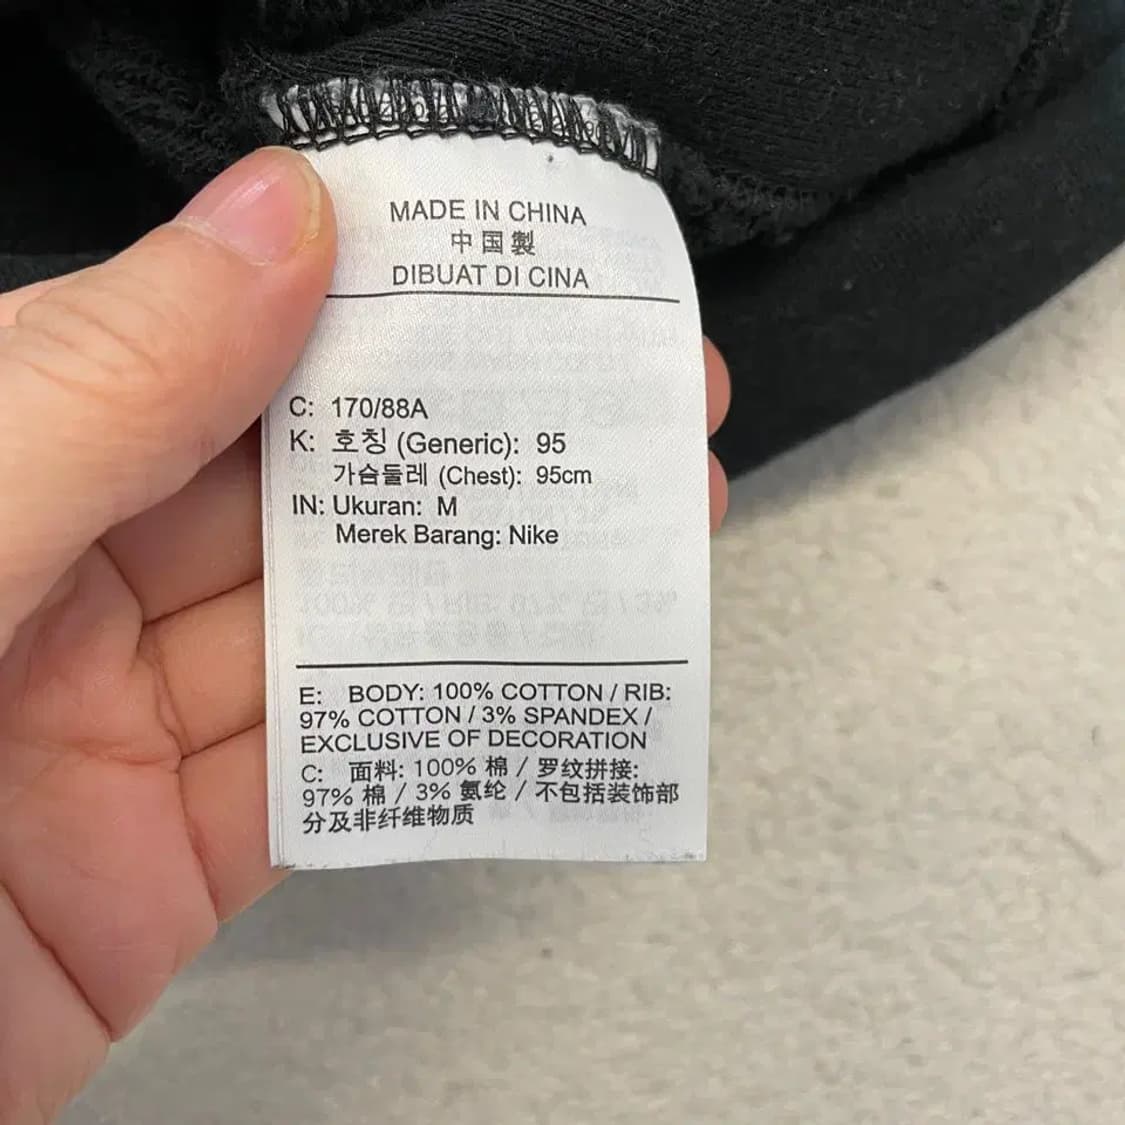 MADE IN CHINA
中国製
DIBUAT DI CINA
C: 170/88A
K: 호칭 (Generic): 95
가슴둘레 (Chest): 95cm
IN: Ukuran: M
Merek Barang: Nike
E: BODY: 100% COTTON / RIB:
97% COTTON / 3% SPANDEX /
EXCLUSIVE OF DECORATION
C: 面料: 100% 棉 / 罗纹拼接:
97% 棉 / 3% 氨纶 / 不包括装饰部
分及非纤维物质